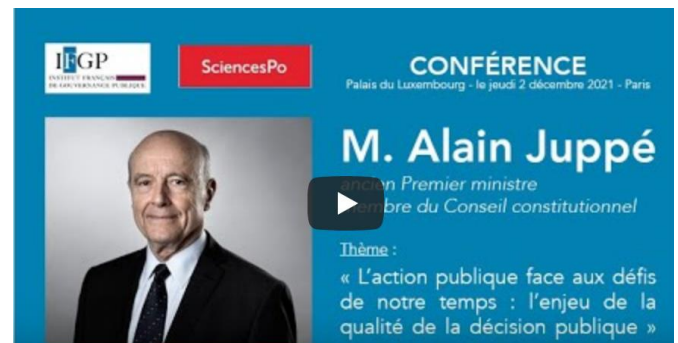 IFGP
INSTITUT FRANÇAIS
DE GOUVERNANCE PUBLIQUE
SciencesPo
CONFÉRENCE
Palais du Luxembourg - le jeudi 2 décembre 2021 - Paris
M. Alain Juppé
ancien Premier ministre
membre du Conseil constitutionnel
Thème :
« L’action publique face aux défis
de notre temps : l’enjeu de la
qualité de la décision publique »